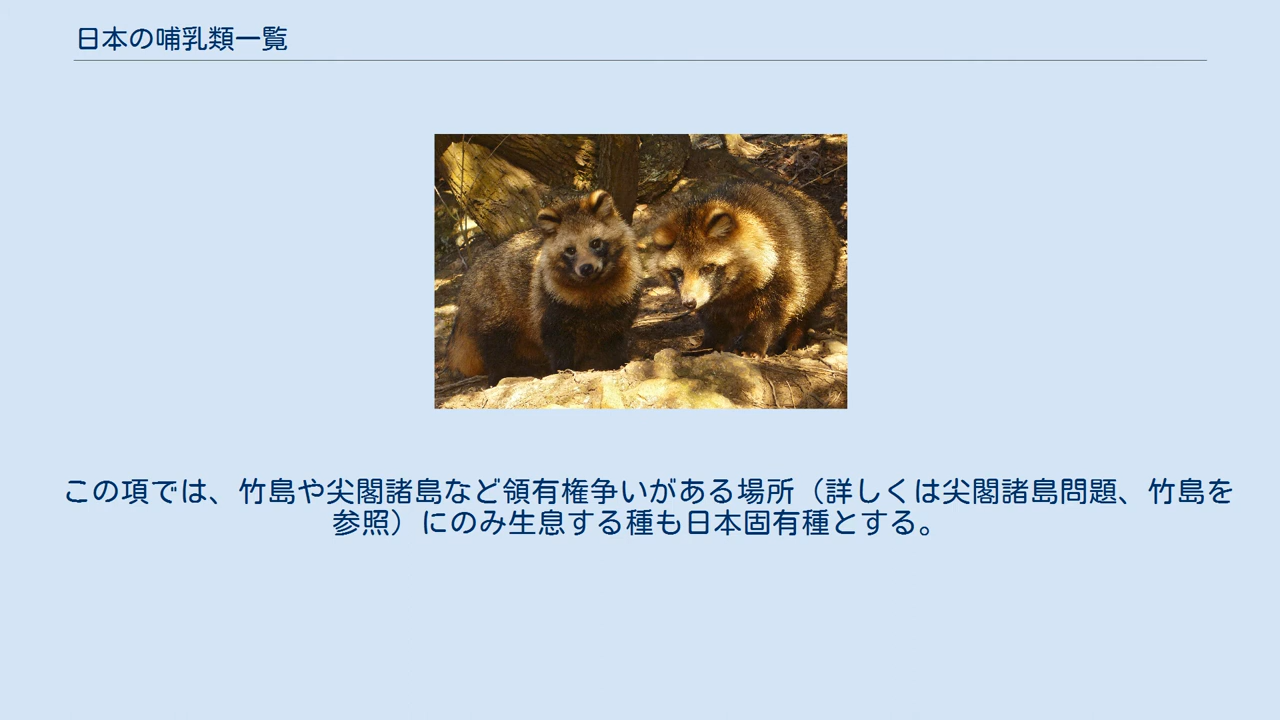 日本の哺乳類一覧
この項では、竹島や尖閣諸島など領有権争いがある場所（詳しくは尖閣諸島問題、竹島を
参照）にのみ生息する種も日本固有種とする。